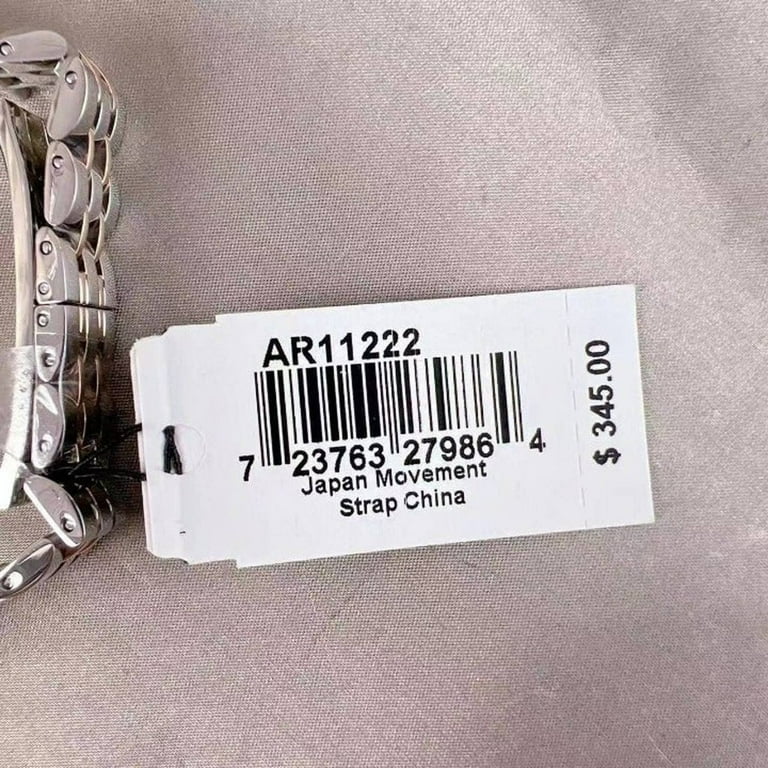 AR11222
7 23763 27986 4
Japan Movement
Strap China
$ 345.00